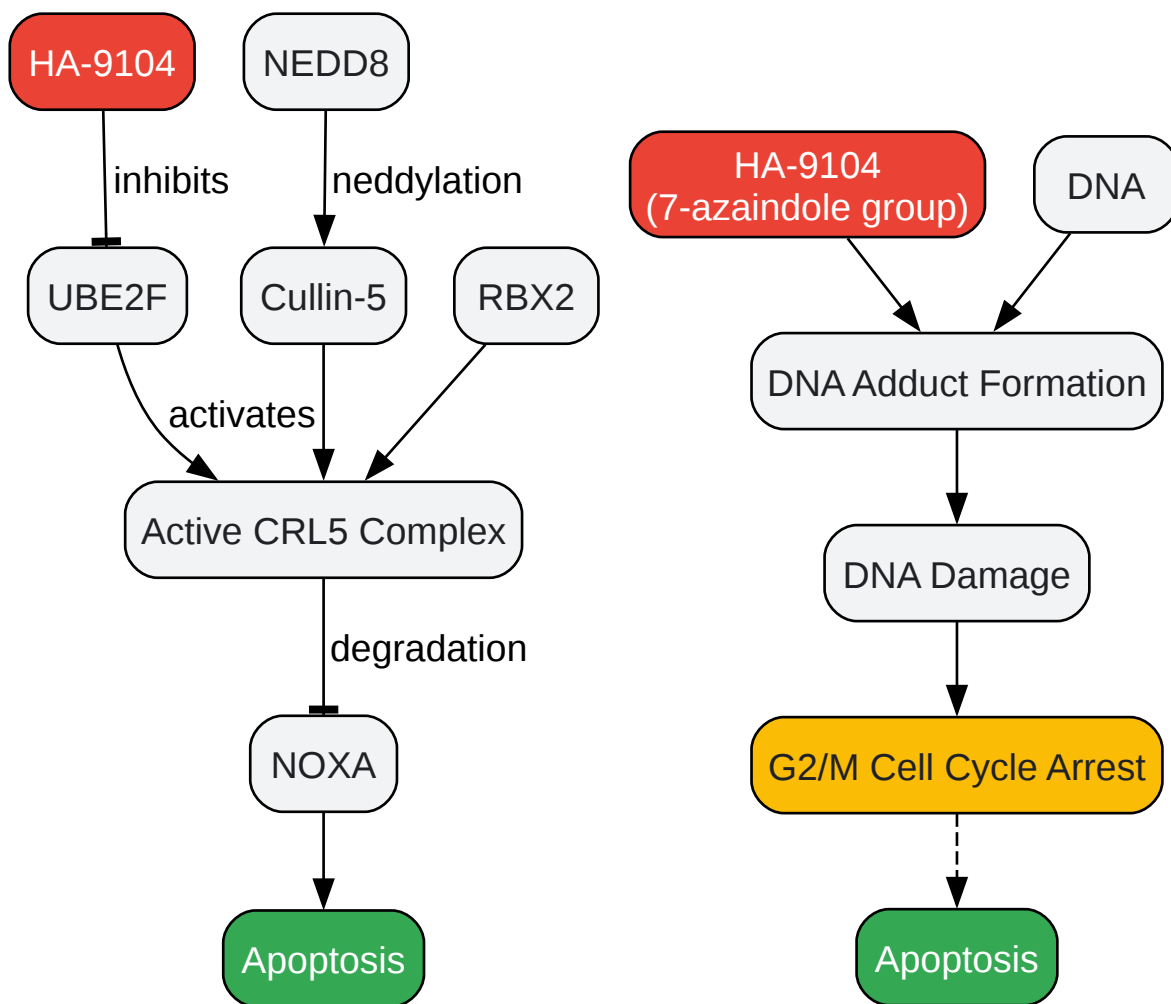 HA-9104
NEDD8
inhibits
neddylation
UBE2F
Cullin-5
RBX2
activates
Active CRL5 Complex
degradation
NOXA
Apoptosis
HA-9104
(7-azaindole group)
DNA
DNA Adduct Formation
DNA Damage
G2/M Cell Cycle Arrest
Apoptosis